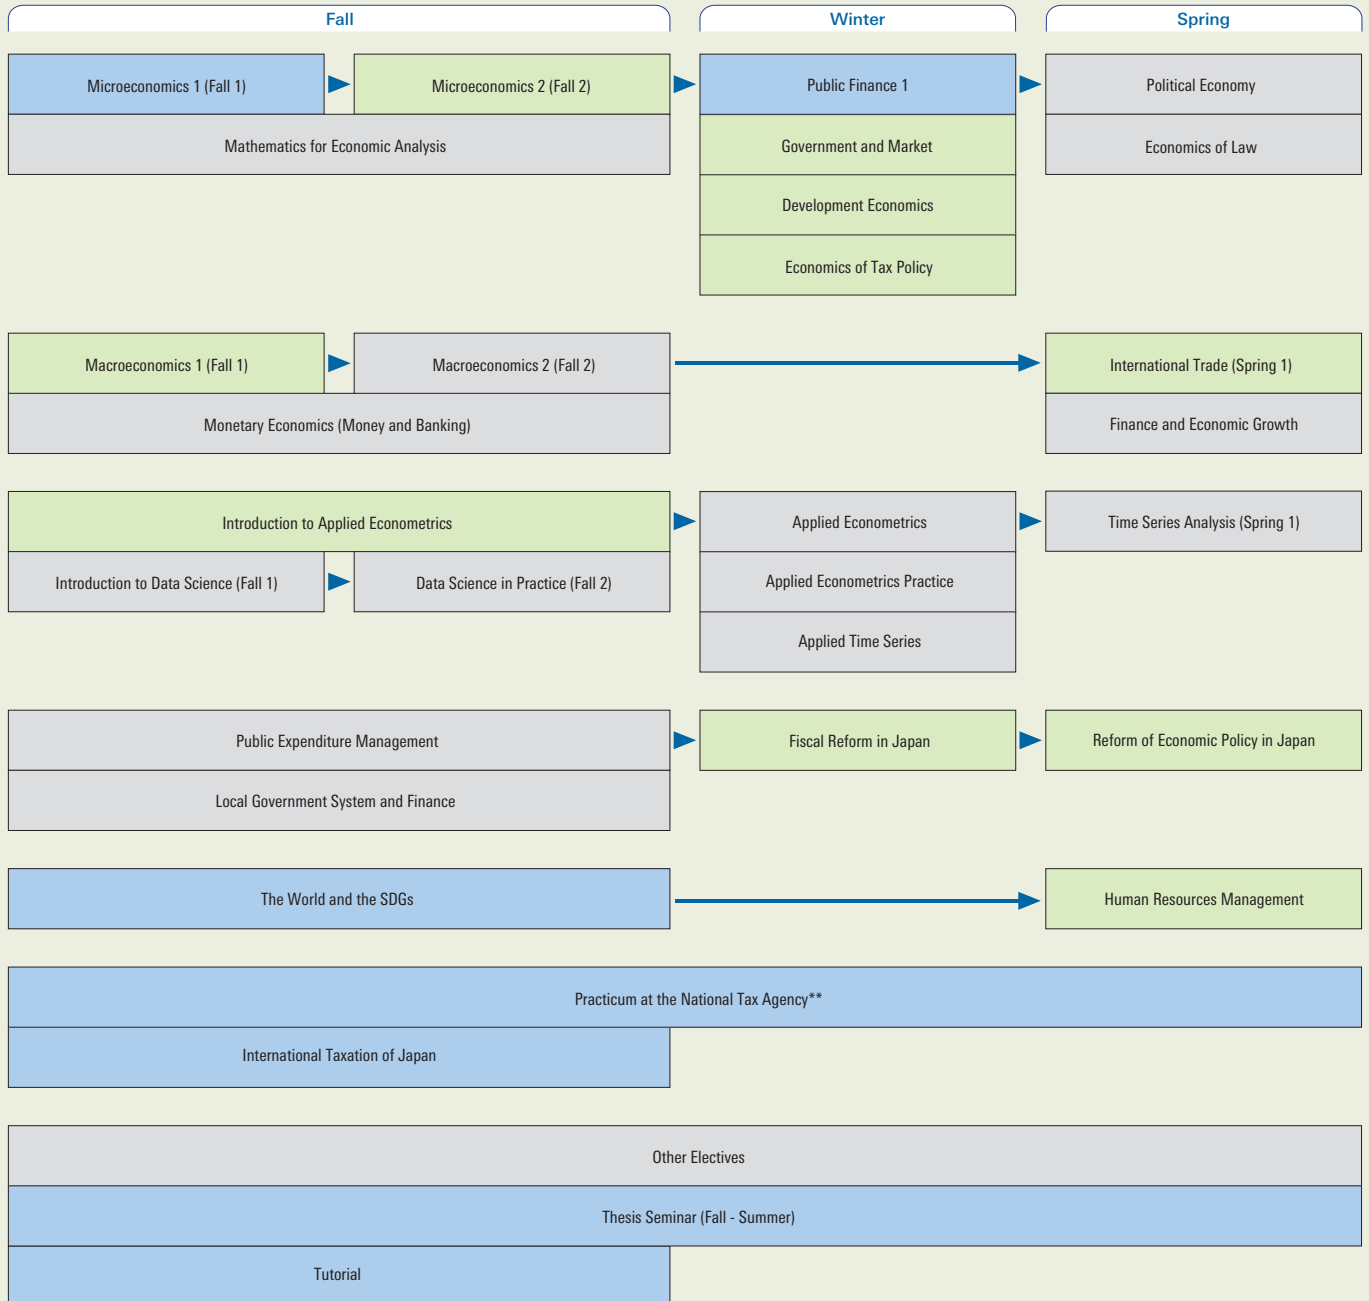 Fall
Winter
Spring
Microeconomics 1 (Fall 1)
Microeconomics 2 (Fall 2)
Public Finance 1
Political Economy
Mathematics for Economic Analysis
Government and Market
Economics of Law
Development Economics
Economics of Tax Policy
Macroeconomics 1 (Fall 1)
Macroeconomics 2 (Fall 2)
International Trade (Spring 1)
Monetary Economics (Money and Banking)
Finance and Economic Growth
Introduction to Applied Econometrics
Applied Econometrics
Time Series Analysis (Spring 1)
Introduction to Data Science (Fall 1)
Data Science in Practice (Fall 2)
Applied Econometrics Practice
Applied Time Series
Public Expenditure Management
Fiscal Reform in Japan
Reform of Economic Policy in Japan
Local Government System and Finance
The World and the SDGs
Human Resources Management
Practicum at the National Tax Agency**
International Taxation of Japan
Other Electives
Thesis Seminar (Fall - Summer)
Tutorial